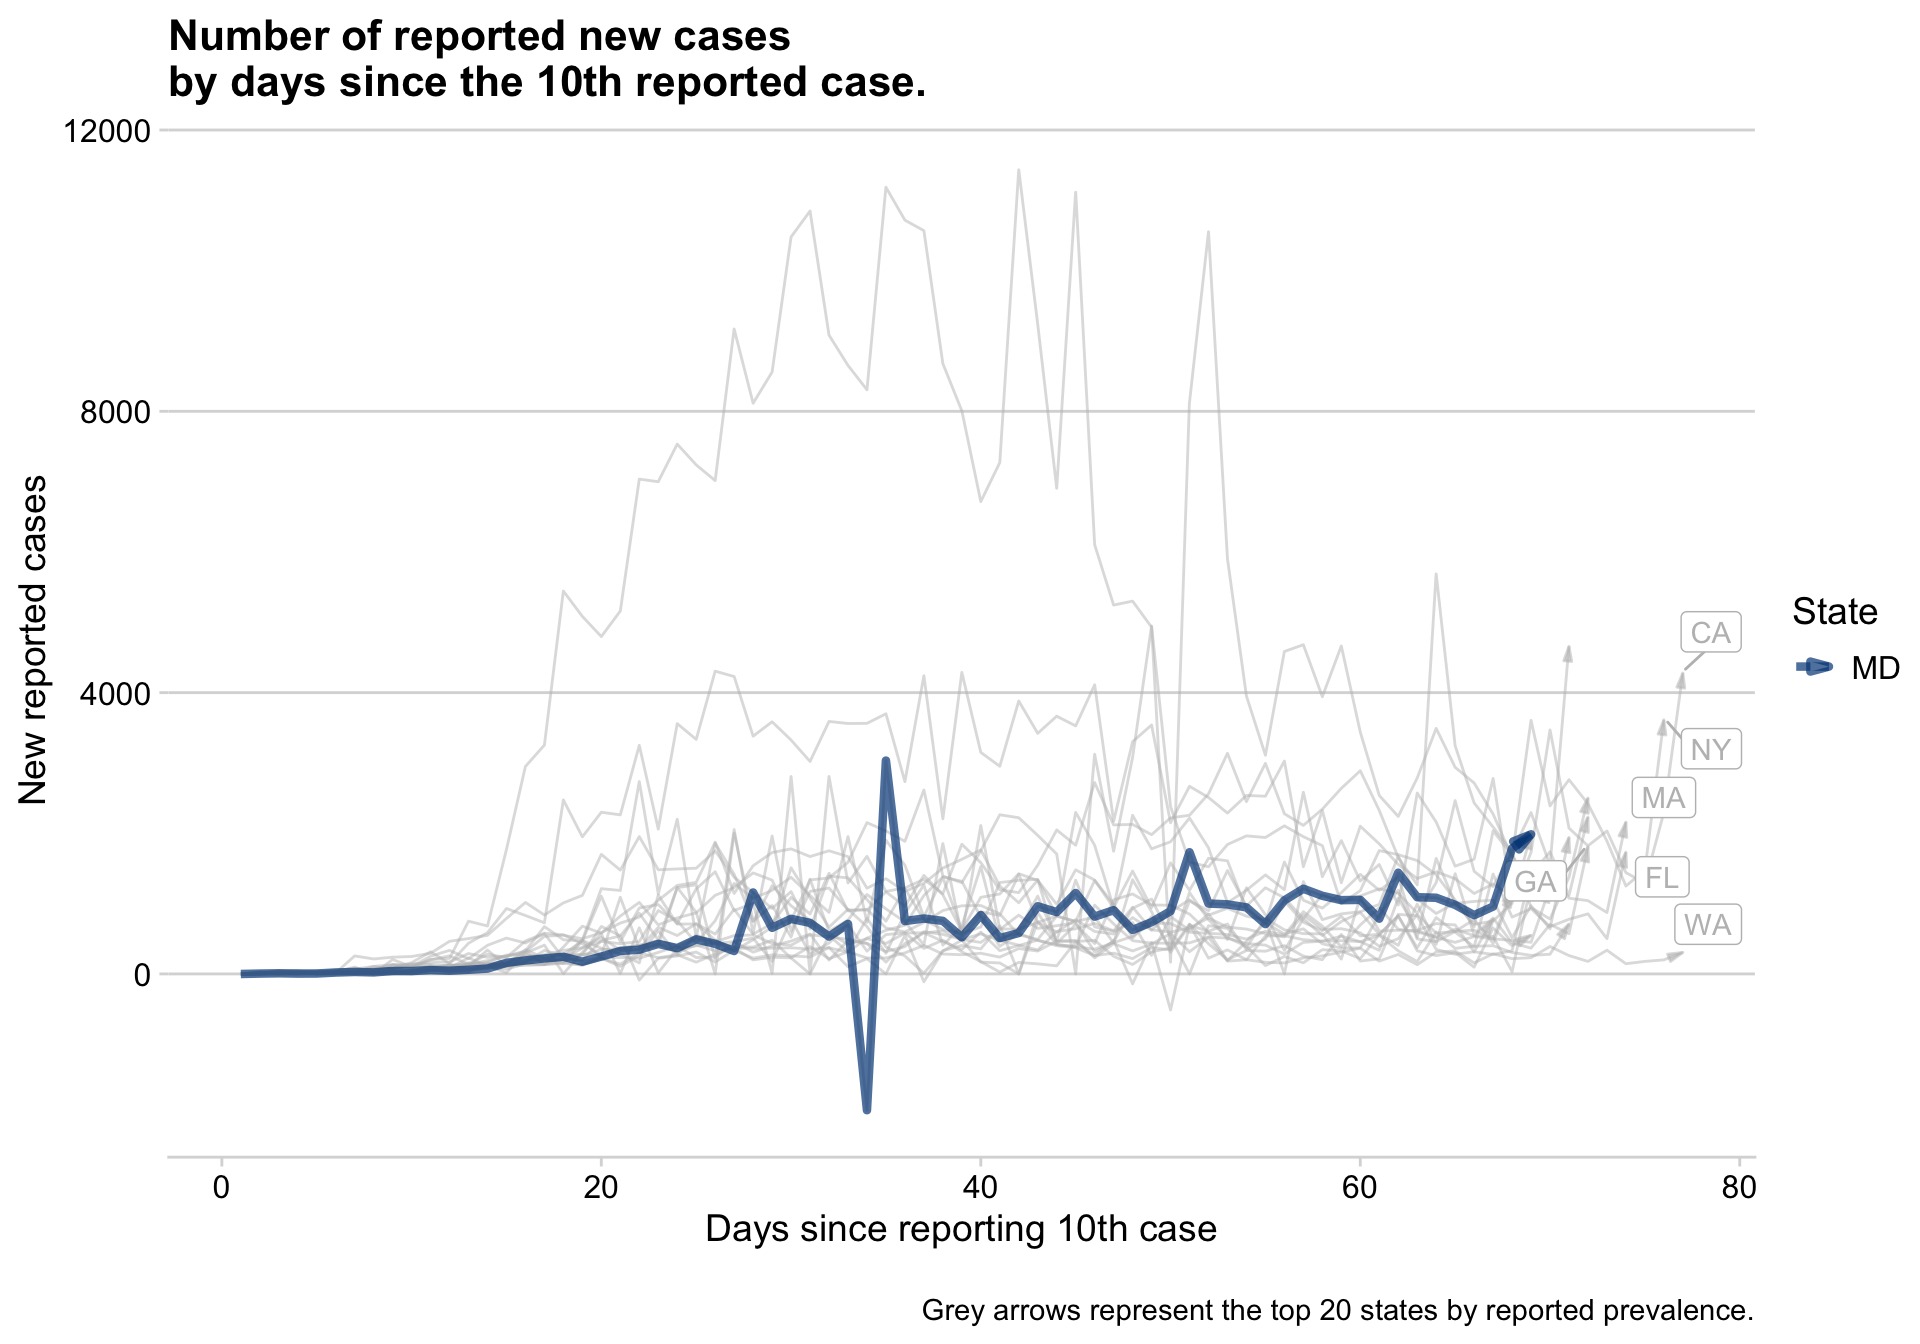 Number of reported new cases
by days since the 10th reported case.
New reported cases
12000
8000
4000
0
CA
NY
MA
FL
GA
WA
State
MD
0
20
40
60
80
Days since reporting 10th case
Grey arrows represent the top 20 states by reported prevalence.